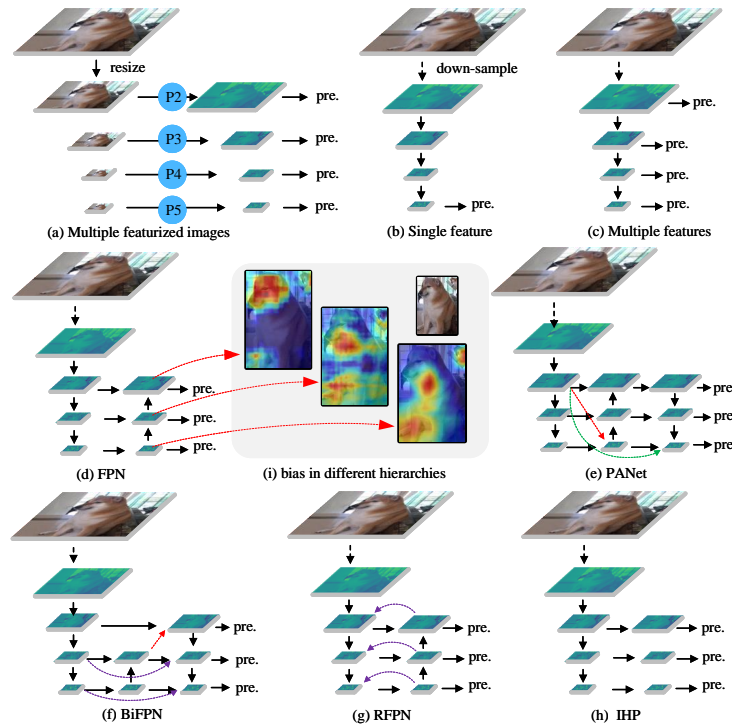 resize
down-sample
P2
pre.
pre.
P3
pre.
pre.
P4
pre.
pre.
P5
pre.
pre.
pre.
(a) Multiple featurized images
(b) Single feature
(c) Multiple features
pre.
pre.
pre.
pre
pre
pre
(d) FPN
(i) bias in different hierarchies
(e) PANet
pre.
pre.
pre.
pre.
pre.
pre.
pre.
pre.
pre.
(f) BiFPN
(g) RFPN
(h) IHP